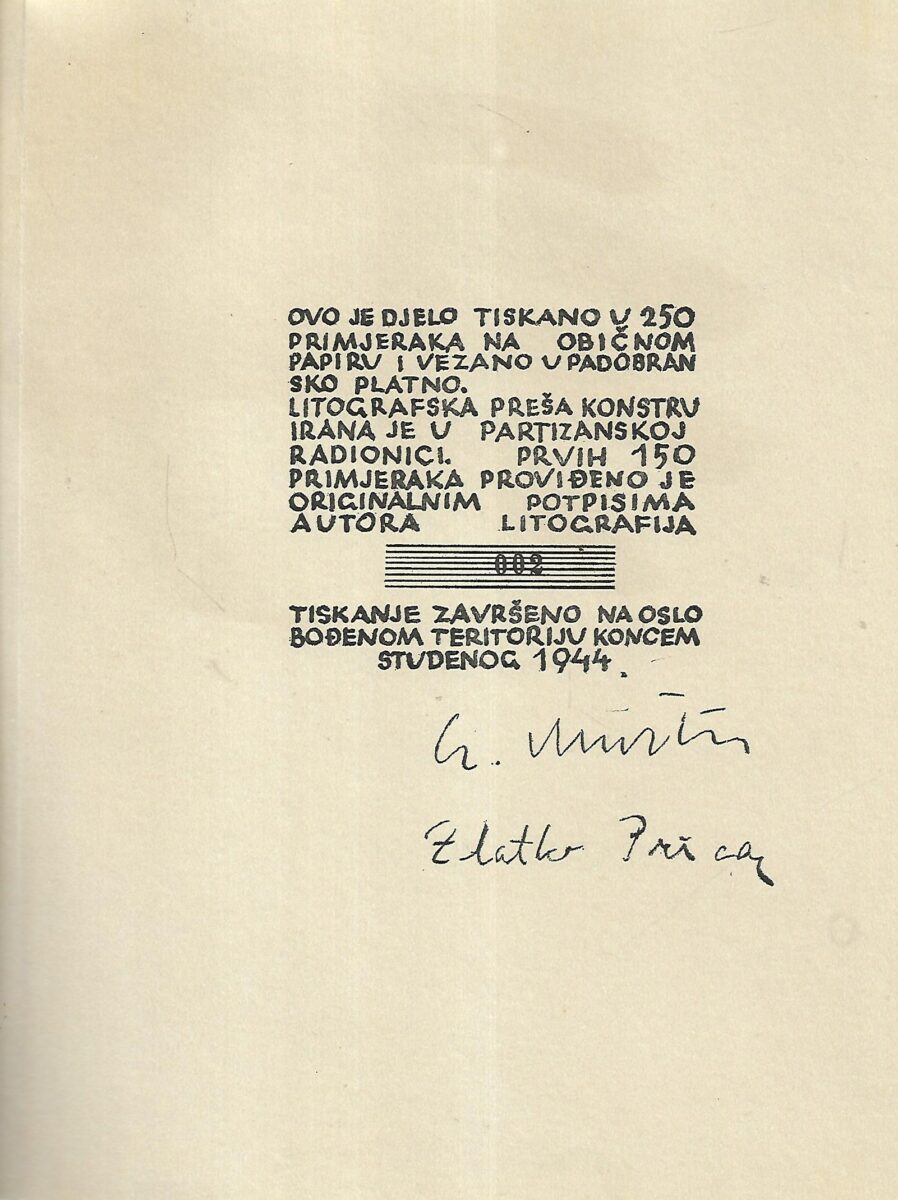 OVO JE DJELO TISKANO U 250
PRIMJERAKA NA OBIČNOM
PAPIRU I VEZANO U PADOBRAN
SKO PLATNO.
LITOGRAFSKA PREŠA KONSTRU
IRANA JE U PARTIZANSKOJ
RADIONICI. PRVIH 150
PRIMJERAKA PROVIĐENO JE
ORIGINALNIM POTPISIMA
AUTORA LITOGRAFIJA
002
TISKANJE ZAVRŠENO NA OSLO
BOĐENOM TERITORIJU KONCEM
STUDENOG 1944.
Zlatko Prica